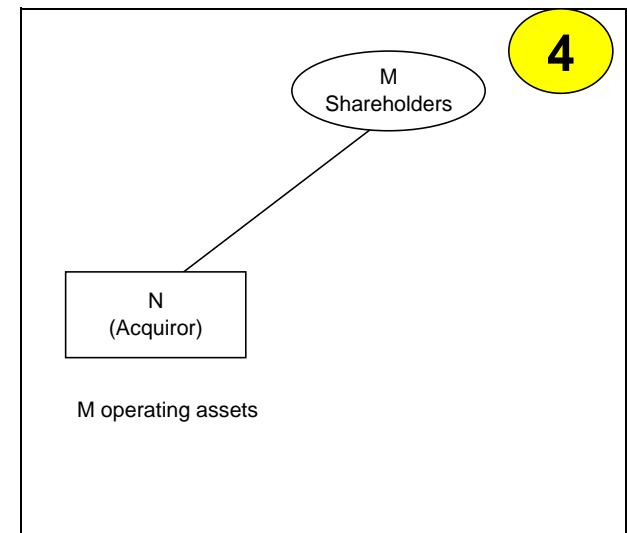 4
M
Shareholders
N
(Acquiror)
M operating assets